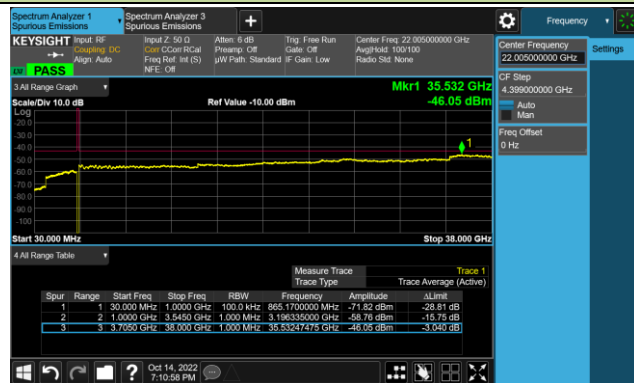 Spectrum Analyzer 1
Spurious Emissions
Spectrum Analyzer 3
Spurious Emissions
Frequency
KEYSIGHT
Input: RF
Coupling: DC
Align: Auto
Input Z: 50 Ω
Corr CCorr RCal
Freq Ref: Int (S)
NFE: Off
Atten: 6 dB
Preamp: Off
µW Path: Standard
Trig: Free Run
Gate: Off
IF Gain: Low
Center Freq: 22.005000000 GHz
Avg|Hold: 100/100
Radio Std: None
PASS
Center Frequency
22.005000000 GHz
Settings
CF Step
4.399000000 GHz
Auto
Man
Freq Offset
0 Hz
3 All Range Graph
Mkr1 35.532 GHz
Scale/Div 10.0 dB
Ref Value -10.00 dBm
-46.05 dBm
Log
-20.0
-30.0
-40.0
-50.0
-60.0
-70.0
-80.0
-90.0
-100
1
Start 30.000 MHz
Stop 38.000 GHz
4 All Range Table
Measure Trace Trace 1
Trace Type Trace Average (Active)
Spur Range Start Freq Stop Freq RBW Frequency Amplitude ΔLimit
1 1 30.000 MHz 1.0000 GHz 100.0 kHz 865.1700000 MHz -71.82 dBm -28.81 dB
2 2 1.0000 GHz 3.5450 GHz 1.000 MHz 3.196335000 GHz -58.76 dBm -15.75 dB
3 3 3.7050 GHz 38.000 GHz 1.000 MHz 35.53247475 GHz -46.05 dBm -3.040 dB
Oct 14, 2022
7:10:58 PM